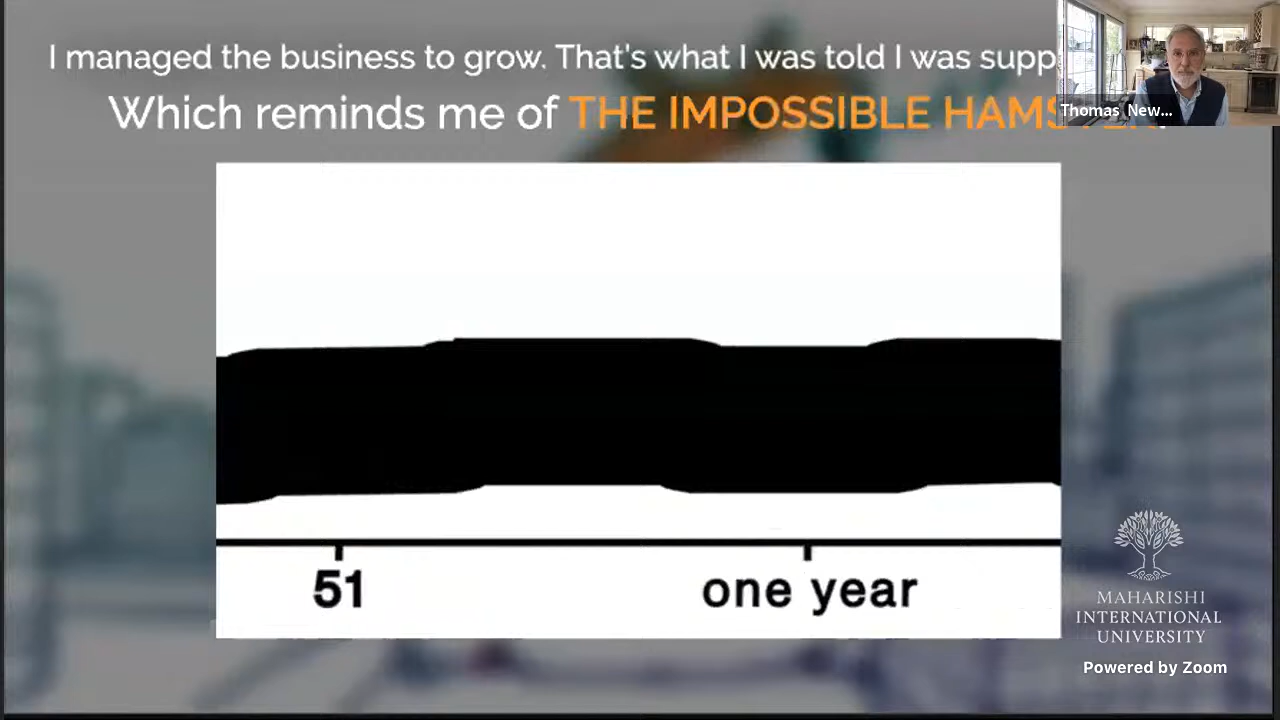 I managed the business to grow. That's what I was told I was supp
Which reminds me of THE IMPOSSIBLE HAMSTER.
Thomas New...
51
one year
MAHARISHI
INTERNATIONAL
UNIVERSITY
Powered by Zoom